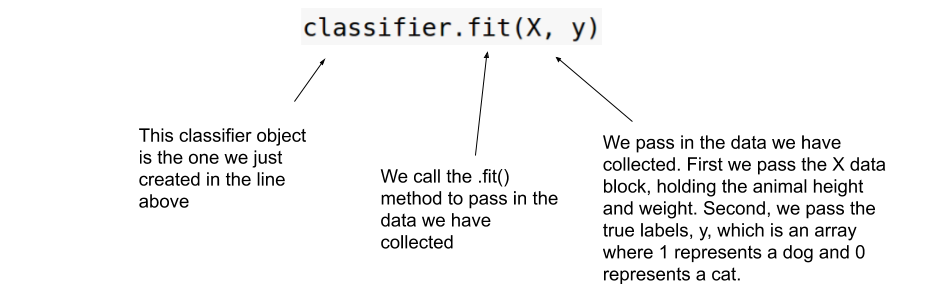 classifier.fit(X, y)
This classifier object
is the one we just
created in the line
above
We call the .fit()
method to pass in the
data we have
collected
We pass in the data we have
collected. First we pass the X data
block, holding the animal height
and weight. Second, we pass the
true labels, y, which is an array
where 1 represents a dog and 0
represents a cat.